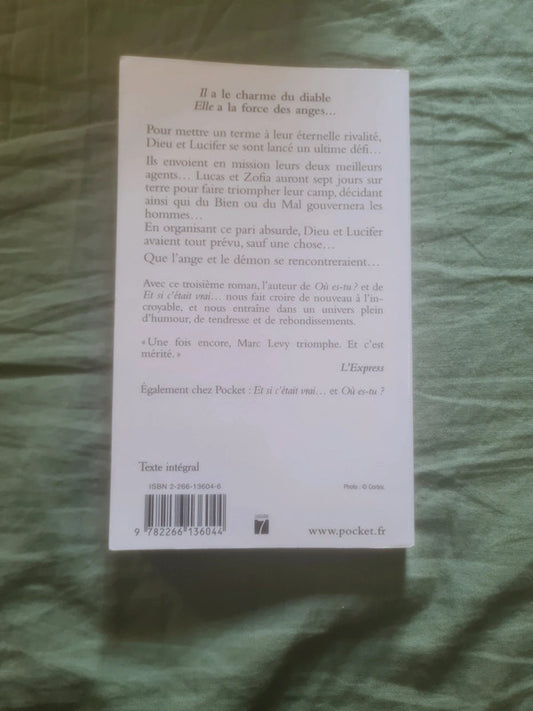 Il a le charme du diable
Elle a la force des anges...
Pour mettre un terme à leur éternelle rivalité,
Dieu et Lucifer se sont lancé un ultime défi...
Ils envoient en mission leurs deux meilleurs
agents... Lucas et Zofia auront sept jours sur
terre pour faire triompher leur camp, décidant
ainsi qui du Bien ou du Mal gouvernera les
hommes...
En organisant ce pari absurde, Dieu et Lucifer
avaient tout prévu, sauf une chose...
Que l'ange et le démon se rencontreraient...
Avec ce troisième roman, l'auteur de Où es-tu ? et de
Et si c'était vrai... nous fait croire de nouveau à l'in-
croyable, et nous entraîne dans un univers plein
d'humour, de tendresse et de rebondissements.
« Une fois encore, Marc Levy triomphe. Et c'est
mérité. »
L'Express
Également chez Pocket : Et si c'était vrai... et Où es-tu ?
Texte intégral
ISBN 2-266-13604-6
Photo : © Corbis.
9 782266 136044
7
www.pocket.fr